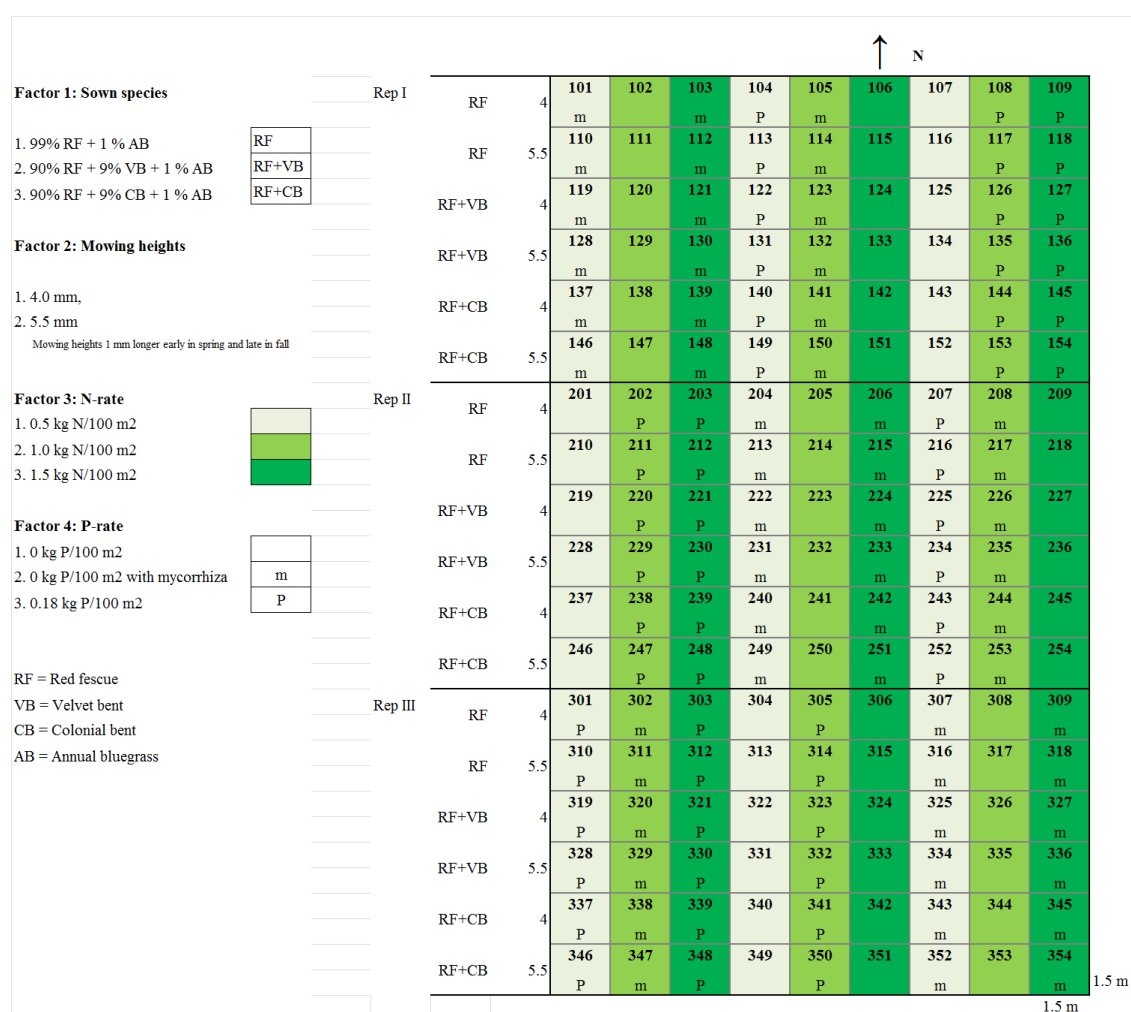 ↑ N
Factor 1: Sown species
1. 99% RF + 1 % AB RF
2. 90% RF + 9% VB + 1 % AB RF+VB
3. 90% RF + 9% CB + 1 % AB RF+CB
Factor 2: Mowing heights
1. 4.0 mm,
2. 5.5 mm
Mowing heights 1 mm longer early in spring and late in fall
Factor 3: N-rate
1. 0.5 kg N/100 m2
2. 1.0 kg N/100 m2
3. 1.5 kg N/100 m2
Factor 4: P-rate
1. 0 kg P/100 m2
2. 0 kg P/100 m2 with mycorrhiza m
3. 0.18 kg P/100 m2 P
RF = Red fescue
VB = Velvet bent
CB = Colonial bent
AB = Annual bluegrass
Rep I
RF 4 101 102 103 104 105 106 107 108 109
m m P m P P
RF 5.5 110 111 112 113 114 115 116 117 118
m m P m P P
RF+VB 4 119 120 121 122 123 124 125 126 127
m m P m P P
RF+VB 5.5 128 129 130 131 132 133 134 135 136
m m P m P P
RF+CB 4 137 138 139 140 141 142 143 144 145
m m P m P P
RF+CB 5.5 146 147 148 149 150 151 152 153 154
m m P m P P
Rep II
RF 4 201 202 203 204 205 206 207 208 209
P P m m P m
RF 5.5 210 211 212 213 214 215 216 217 218
P P m m P m
RF+VB 4 219 220 221 222 223 224 225 226 227
P P m m P m
RF+VB 5.5 228 229 230 231 232 233 234 235 236
P P m m P m
RF+CB 4 237 238 239 240 241 242 243 244 245
P P m m P m
RF+CB 5.5 246 247 248 249 250 251 252 253 254
P P m m P m
Rep III
RF 4 301 302 303 304 305 306 307 308 309
P m P P m m
RF 5.5 310 311 312 313 314 315 316 317 318
P m P P m m
RF+VB 4 319 320 321 322 323 324 325 326 327
P m P P m m
RF+VB 5.5 328 329 330 331 332 333 334 335 336
P m P P m m
RF+CB 4 337 338 339 340 341 342 343 344 345
P m P P m m
RF+CB 5.5 346 347 348 349 350 351 352 353 354
P m P P m m
1.5 m
1.5 m